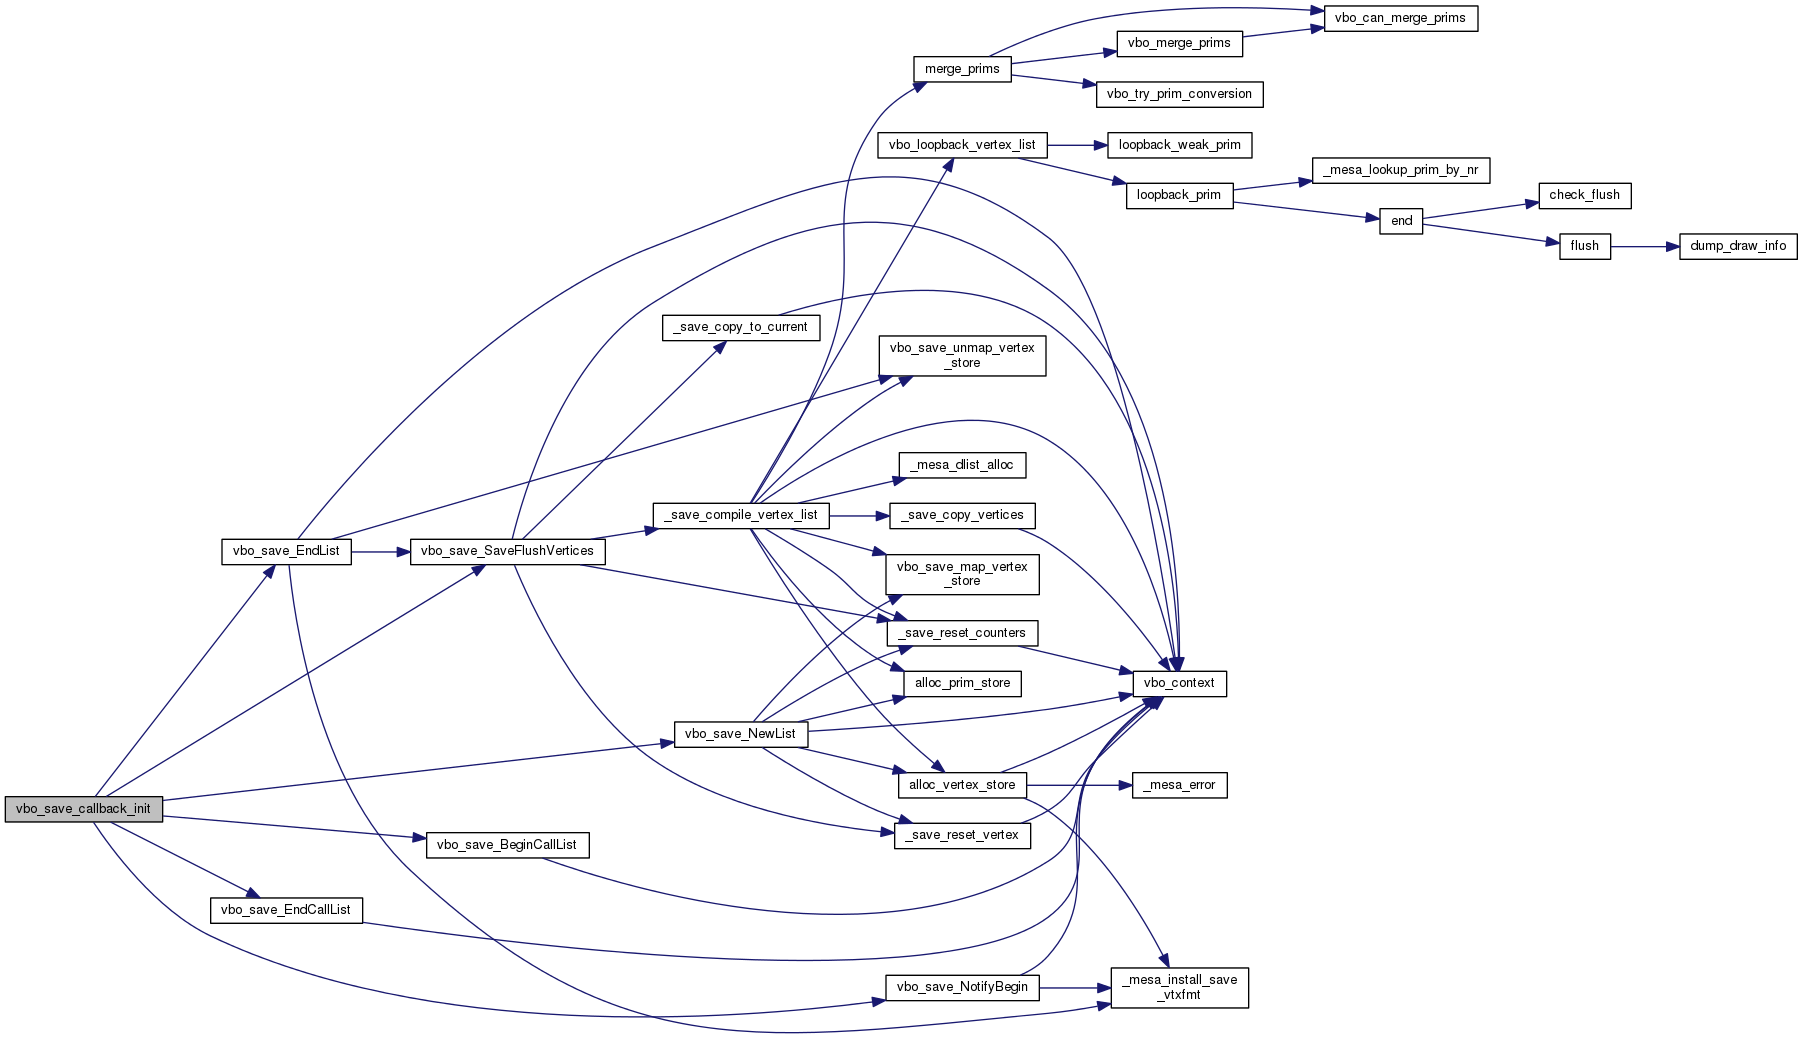 vbo_can_merge_prims
vbo_merge_prims
merge_prims
vbo_try_prim_conversion
vbo_loopback_vertex_list
loopback_weak_prim
_mesa_lookup_prim_by_nr
loopback_prim
check_flush
end
flush
dump_draw_info
_save_copy_to_current
vbo_save_unmap_vertex
_store
_mesa_dlist_alloc
_save_compile_vertex_list
_save_copy_vertices
vbo_save_EndList
vbo_save_SaveFlushVertices
vbo_save_map_vertex
_store
_save_reset_counters
alloc_prim_store
vbo_context
vbo_save_NewList
alloc_vertex_store
_mesa_error
vbo_save_callback_init
_save_reset_vertex
vbo_save_BeginCallList
vbo_save_EndCallList
vbo_save_NotifyBegin
_mesa_install_save
_vtxfmt